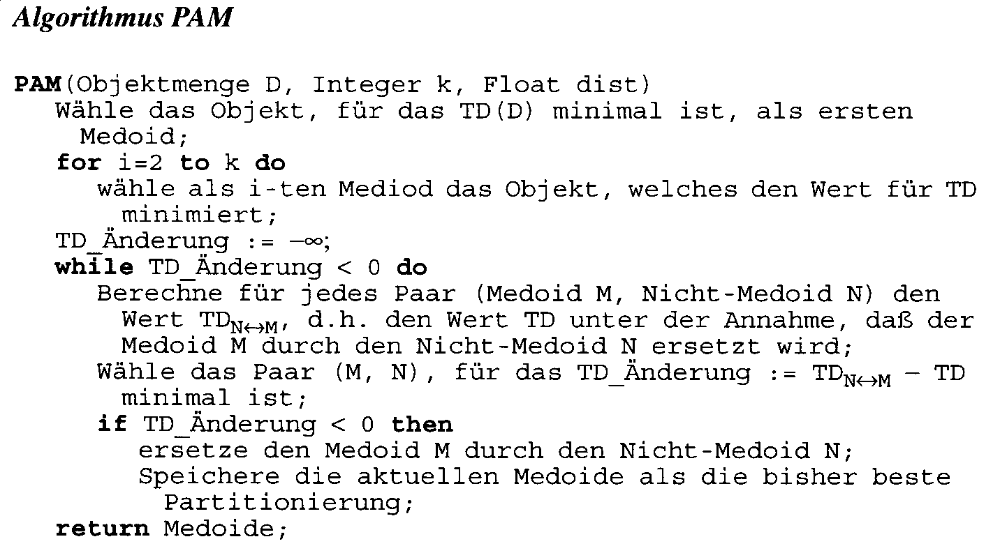 Algorithmus PAM
PAM(Objektmenge D, Integer k, Float dist)
Wähle das Objekt, für das TD(D) minimal ist, als ersten
Medoid;
for i=2 to k do
wähle als i-ten Mediod das Objekt, welches den Wert für TD
minimiert;
TD_Änderung := −∞;
while TD_Änderung < 0 do
Berechne für jedes Paar (Medoid M, Nicht-Medoid N) den
Wert TDN↔M, d.h. den Wert TD unter der Annahme, daß der
Medoid M durch den Nicht-Medoid N ersetzt wird;
Wähle das Paar (M, N), für das TD_Änderung := TDN↔M − TD
minimal ist;
if TD_Änderung < 0 then
ersetze den Medoid M durch den Nicht-Medoid N;
Speichere die aktuellen Medoide als die bisher beste
Partitionierung;
return Medoide;